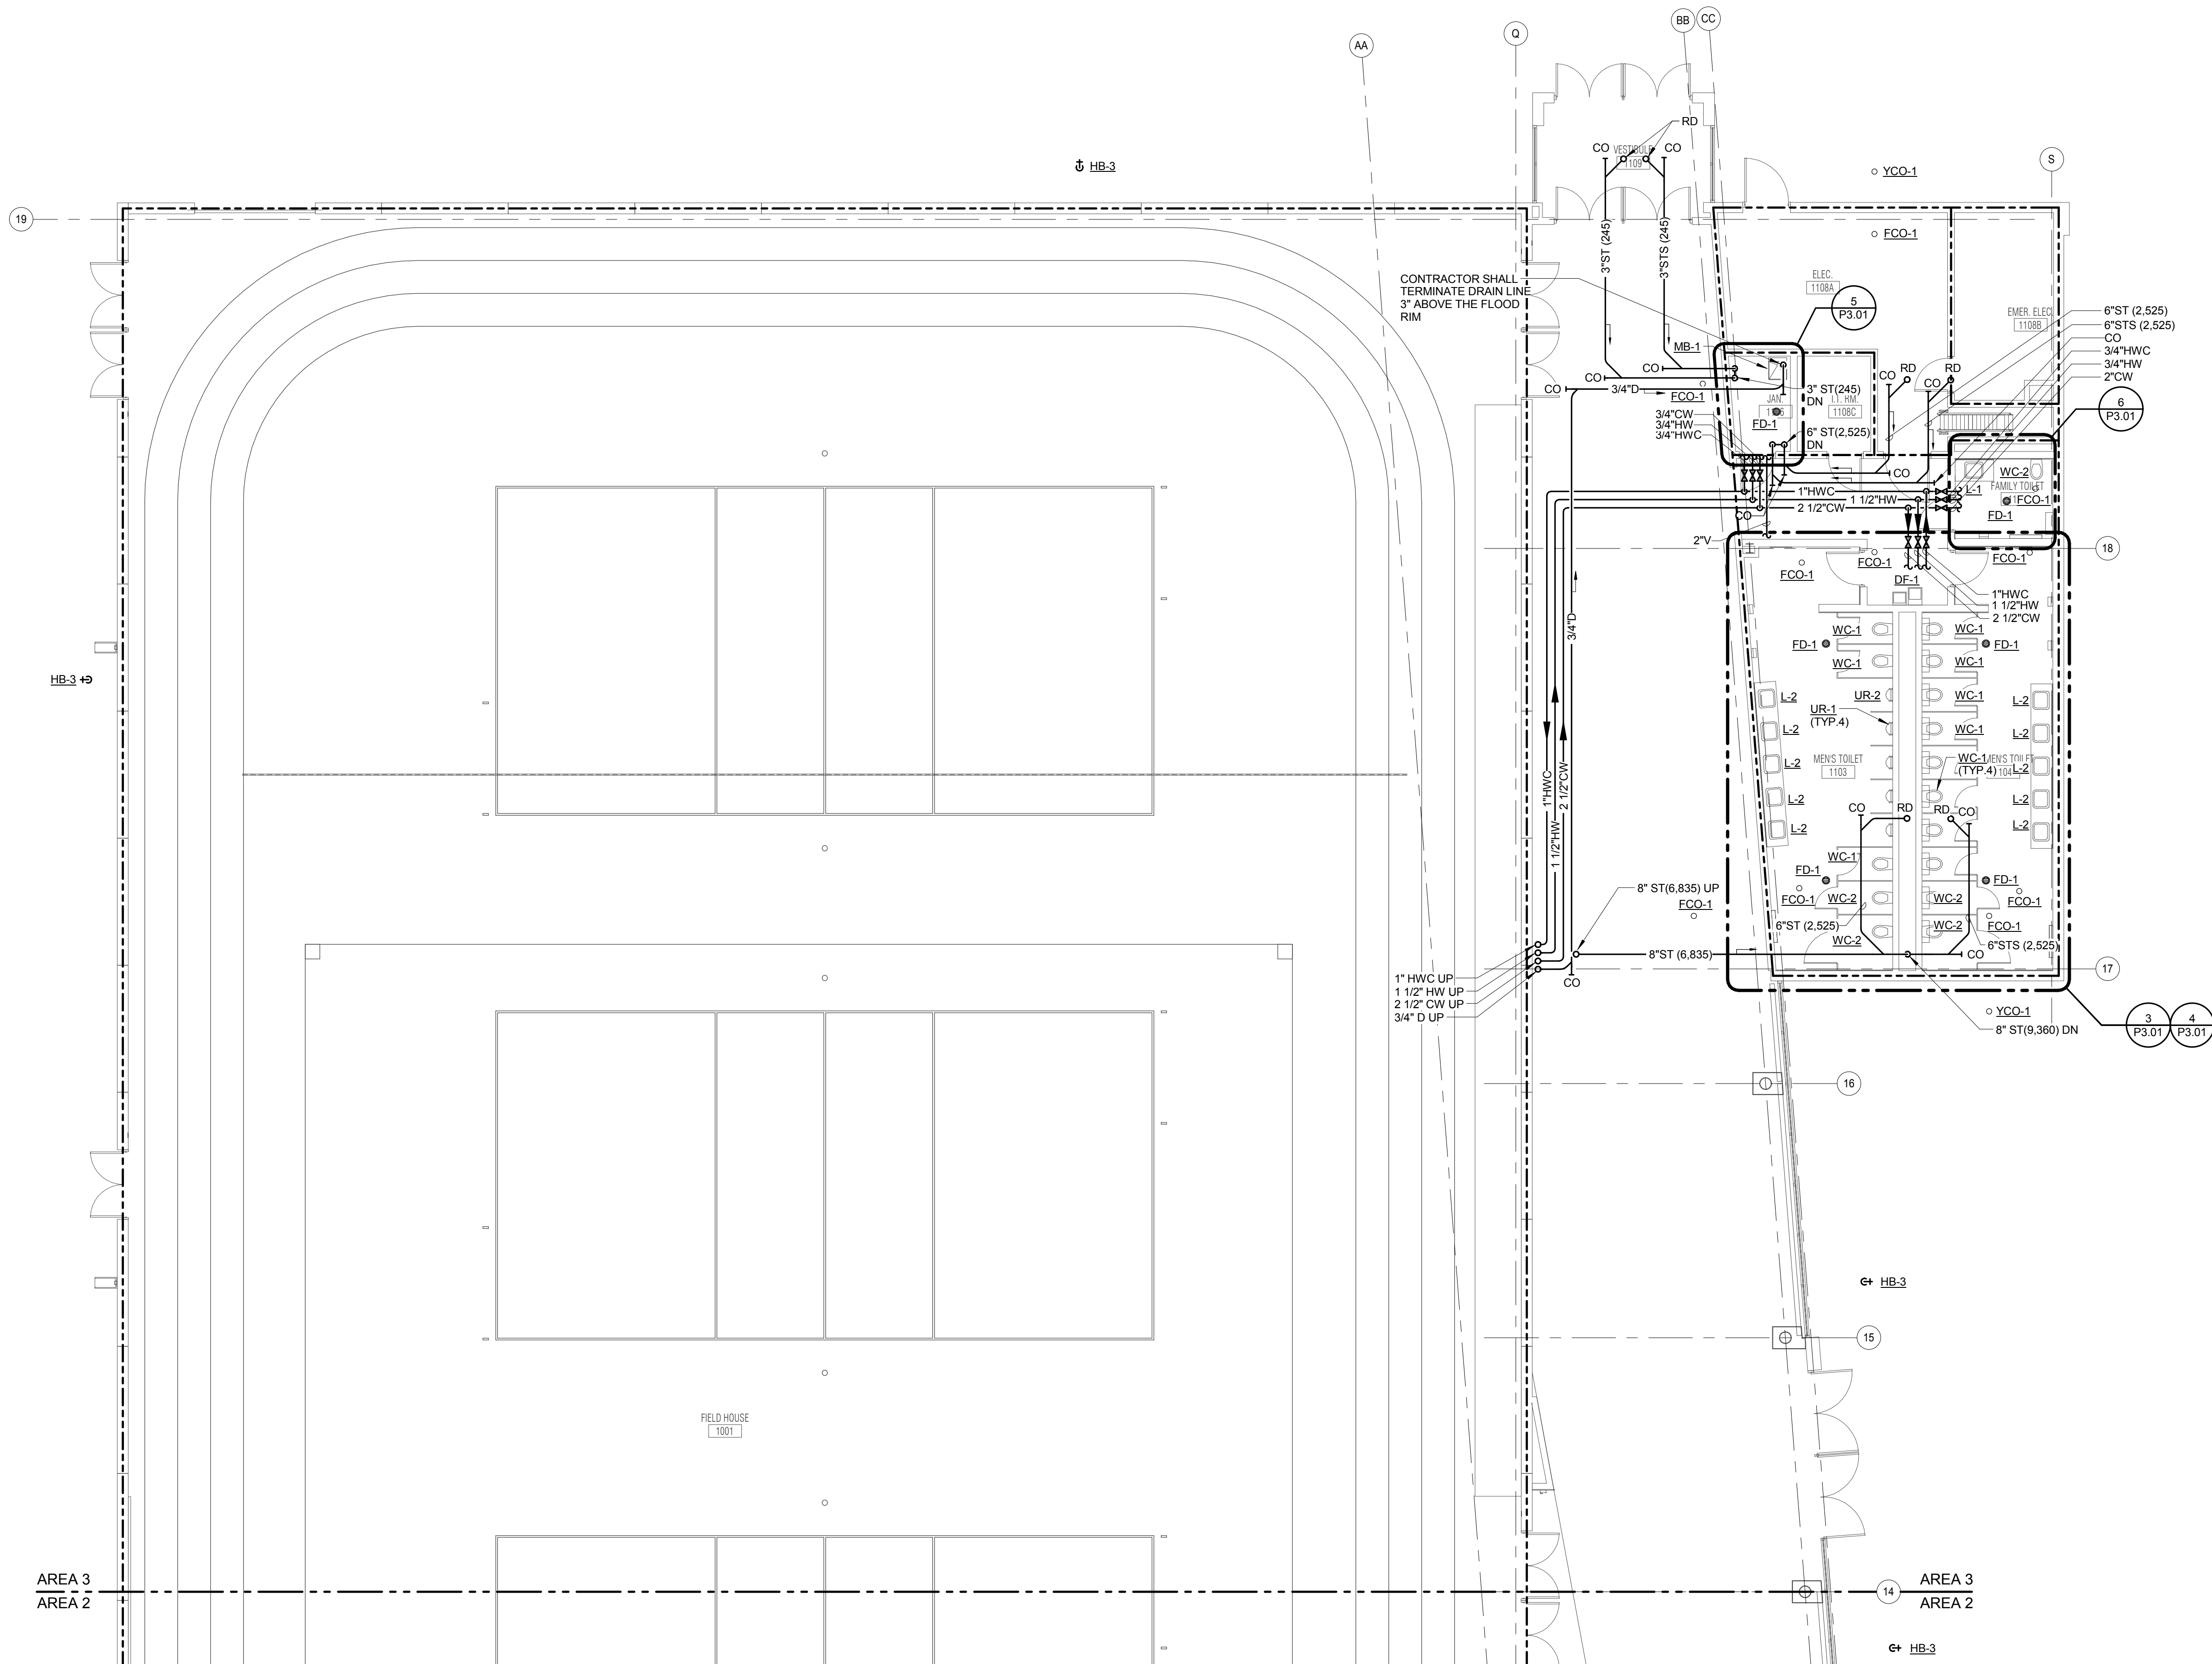 BB
CC
Q
AA
RD
CO
VESTIBULE
1109
CO
S
HB-3
YCO-1
19
FCO-1
3"ST (245)
3"STS (245)
CONTRACTOR SHALL
TERMINATE DRAIN LINE
3" ABOVE THE FLOOD
RIM
ELEC.
1108A
5
P3.01
EMER. ELEC.
1108B
6"ST (2,525)
6"STS (2,525)
CO
3/4"HWC
3/4"HW
2"CW
MB-1
CO
CO
CO
3/4"D
FCO-1
3" ST(245)
DN
JAN.
I.T. RM.
1108C
CO
RD
CO
RD
6
P3.01
3/4"CW
3/4"HW
3/4"HWC
FD-1
6" ST(2,525)
DN
CO
WC-2
L-1
FAMILY TOILET
FCO-1
FD-1
1"HWC
1 1/2"HW
2 1/2"CW
CO
2"V
18
FCO-1
FCO-1
FCO-1
DF-1
1"HWC
1 1/2"HW
2 1/2"CW
3/4"D
WC-1
WC-1
FD-1
FD-1
WC-1
WC-1
HB-3
L-2
UR-2
WC-1
L-2
UR-1
(TYP.4)
L-2
WC-1
L-2
MEN'S TOILET
1103
L-2
WC-1
(TYP.4)
MEN'S TOILET
104
L-2
1"HWC
2 1/2"CW
1 1/2"HW
L-2
L-2
CO
RD
RD
CO
L-2
L-2
WC-1
FD-1
FD-1
8" ST(6,835) UP
FCO-1
FCO-1
WC-2
WC-2
FCO-1
6"ST (2,525)
WC-2
WC-2
FCO-1
6"STS (2,525)
8"ST (6,835)
CO
17
1" HWC UP
1 1/2" HW UP
2 1/2" CW UP
3/4" D UP
CO
YCO-1
8" ST(9,360) DN
3
P3.01
4
P3.01
16
HB-3
15
FIELD HOUSE
1001
AREA 3
AREA 2
14
AREA 3
AREA 2
HB-3